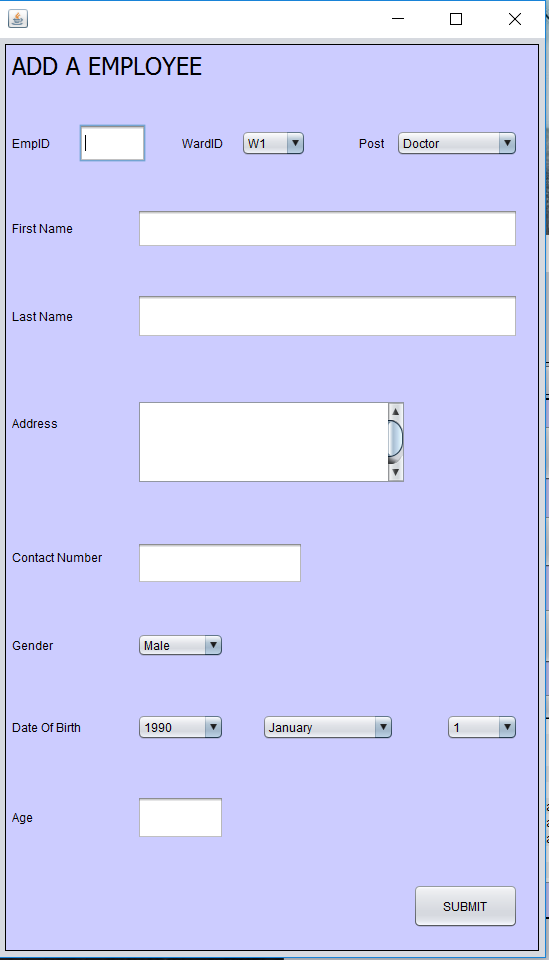 ADD A EMPLOYEE
EmpID WardID W1 Post Doctor
First Name
Last Name
Address
Contact Number
Gender Male
Date Of Birth 1990 January 1
Age
SUBMIT